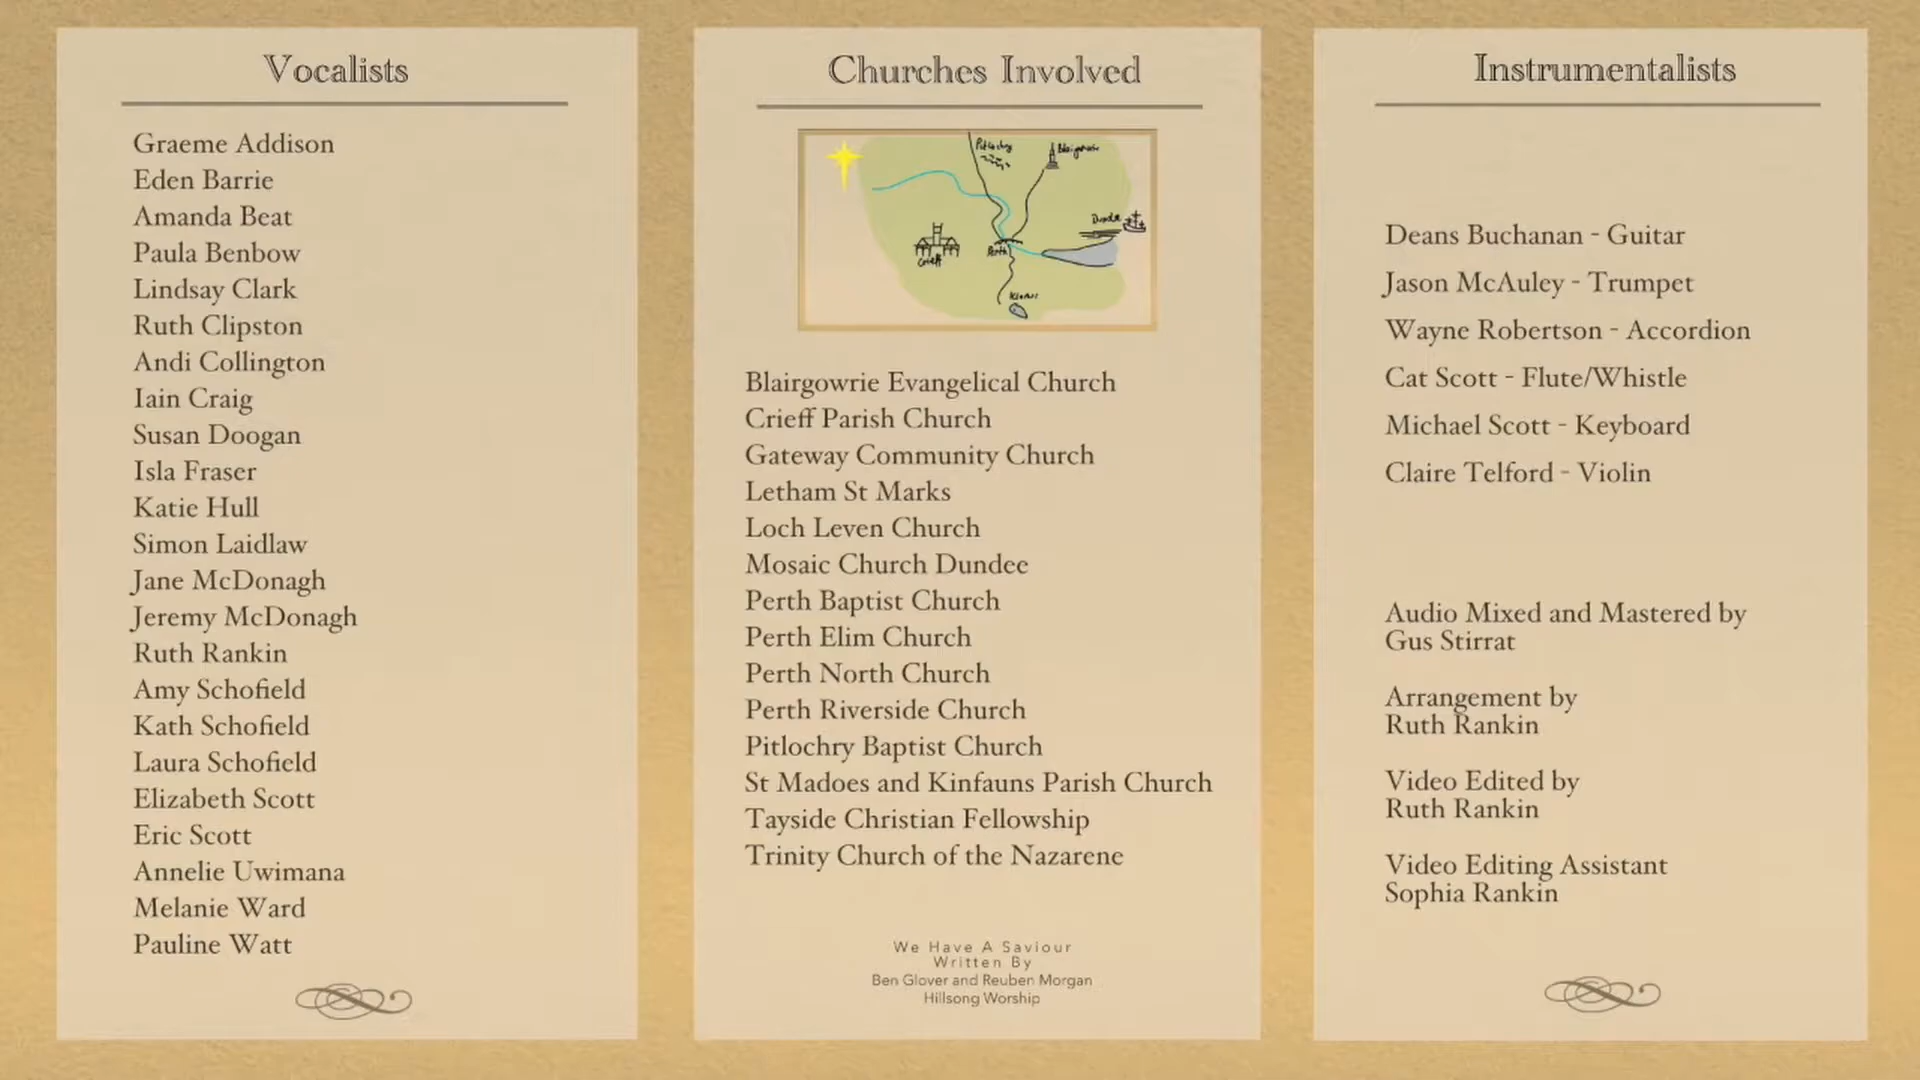 Vocalists
Graeme Addison
Eden Barrie
Amanda Beat
Paula Benbow
Lindsay Clark
Ruth Clipston
Andi Collington
Iain Craig
Susan Doogan
Isla Fraser
Katie Hull
Simon Laidlaw
Jane McDonagh
Jeremy McDonagh
Ruth Rankin
Amy Schofield
Kath Schofield
Laura Schofield
Elizabeth Scott
Eric Scott
Annelie Uwimana
Melanie Ward
Pauline Watt
Churches Involved
Pitlochry
Dundee
Crieff
Perth
Blairgowrie Evangelical Church
Crieff Parish Church
Gateway Community Church
Letham St Marks
Loch Leven Church
Mosaic Church Dundee
Perth Baptist Church
Perth Elim Church
Perth North Church
Perth Riverside Church
Pitlochry Baptist Church
St Madoes and Kinfauns Parish Church
Tayside Christian Fellowship
Trinity Church of the Nazarene
We Have A Saviour
Written By
Ben Glover and Reuben Morgan
Hillsong Worship
Instrumentalists
Deans Buchanan - Guitar
Jason McAuley - Trumpet
Wayne Robertson - Accordion
Cat Scott - Flute/Whistle
Michael Scott - Keyboard
Claire Telford - Violin
Audio Mixed and Mastered by
Gus Stirrat
Arrangement by
Ruth Rankin
Video Edited by
Ruth Rankin
Video Editing Assistant
Sophia Rankin